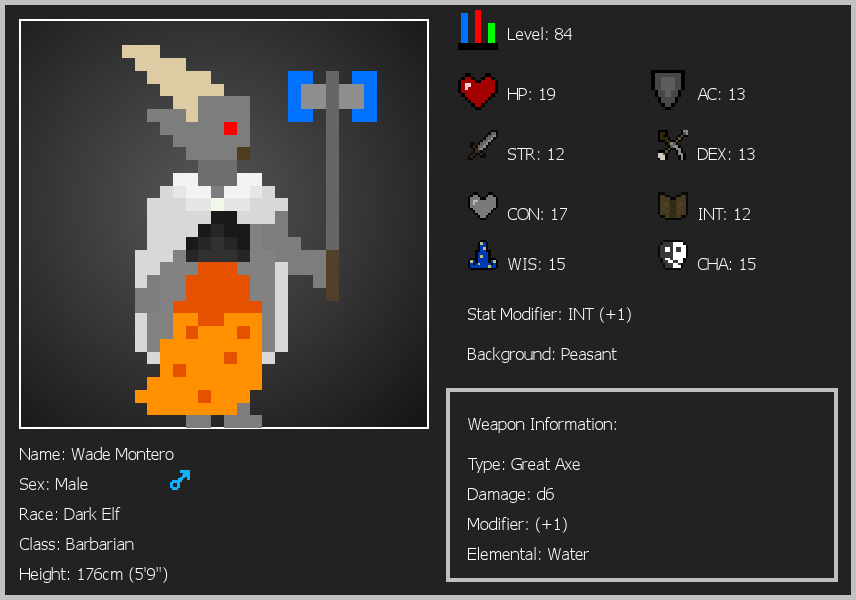 Level: 84
HP: 19
AC: 13
STR: 12
DEX: 13
CON: 17
INT: 12
WIS: 15
CHA: 15
Stat Modifier: INT (+1)
Background: Peasant
Weapon Information:
Type: Great Axe
Damage: d6
Modifier: (+1)
Elemental: Water
Name: Wade Montero
Sex: Male
Race: Dark Elf
Class: Barbarian
Height: 176cm (5'9")